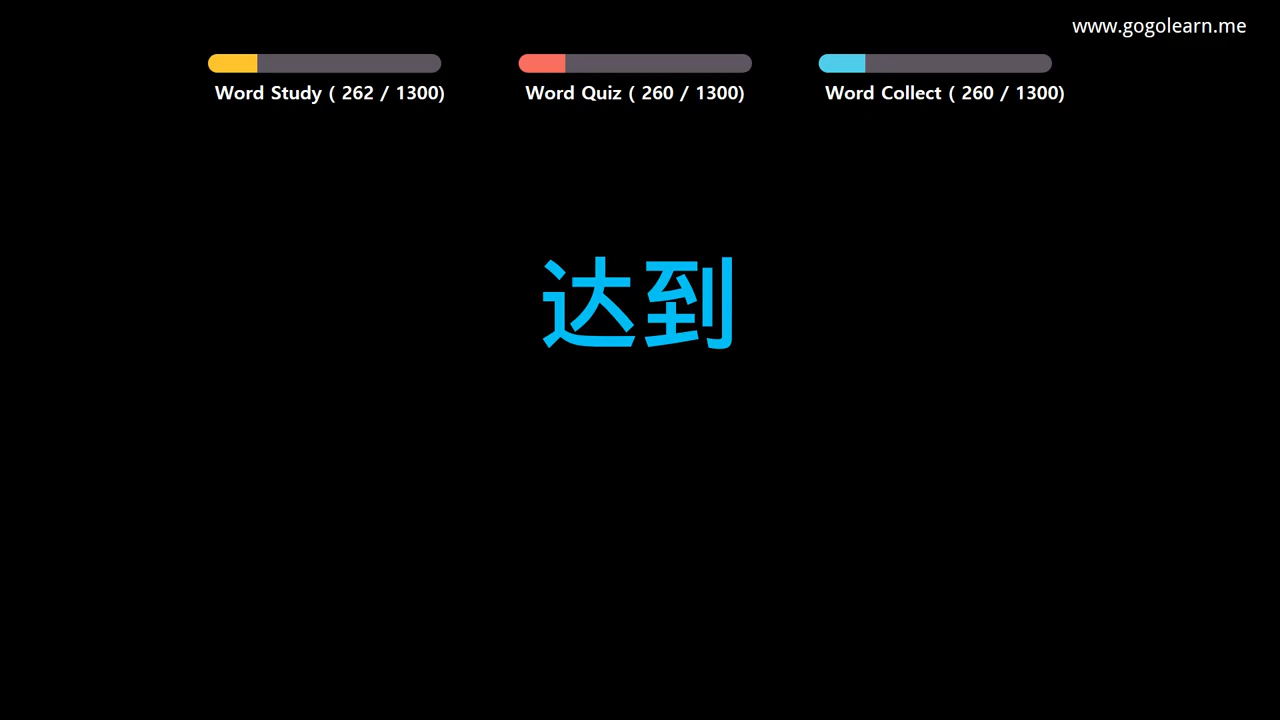 www.gogolearn.me
Word Study ( 262 / 1300)
Word Quiz ( 260 / 1300)
Word Collect ( 260 / 1300)
达到